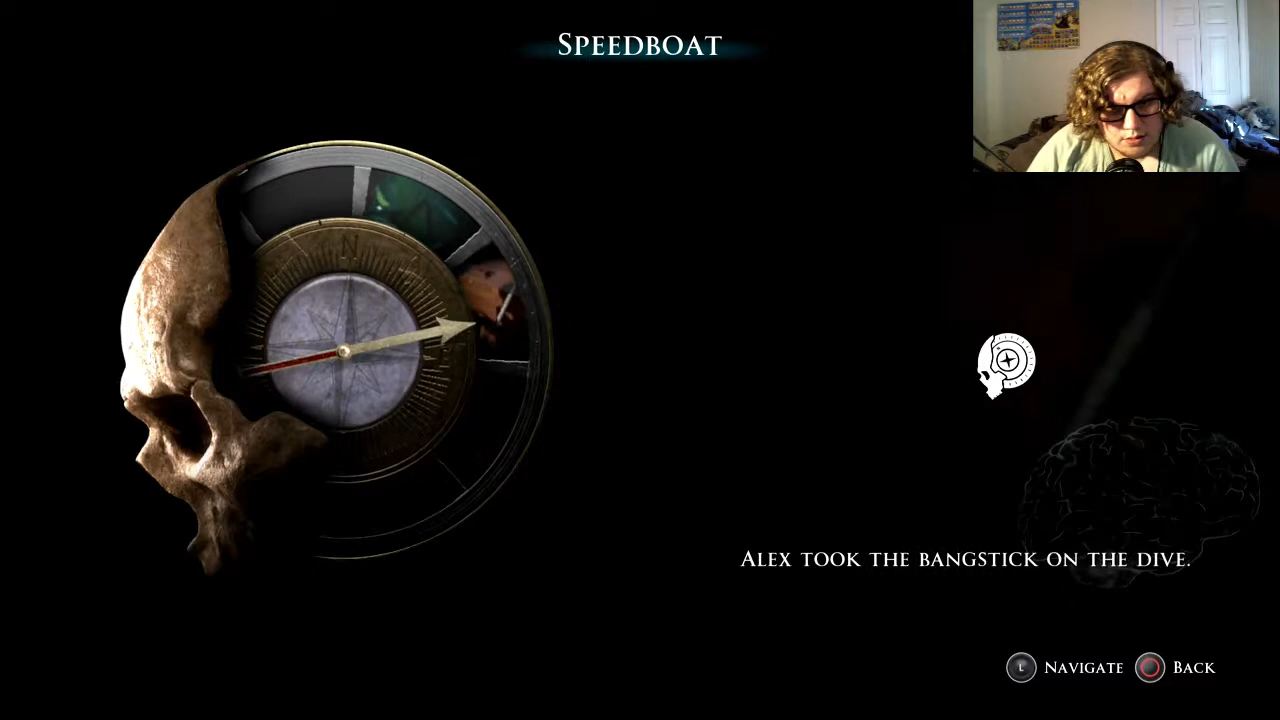 SPEEDBOAT
N
ALEX TOOK THE BANGSTICK ON THE DIVE.
L NAVIGATE BACK